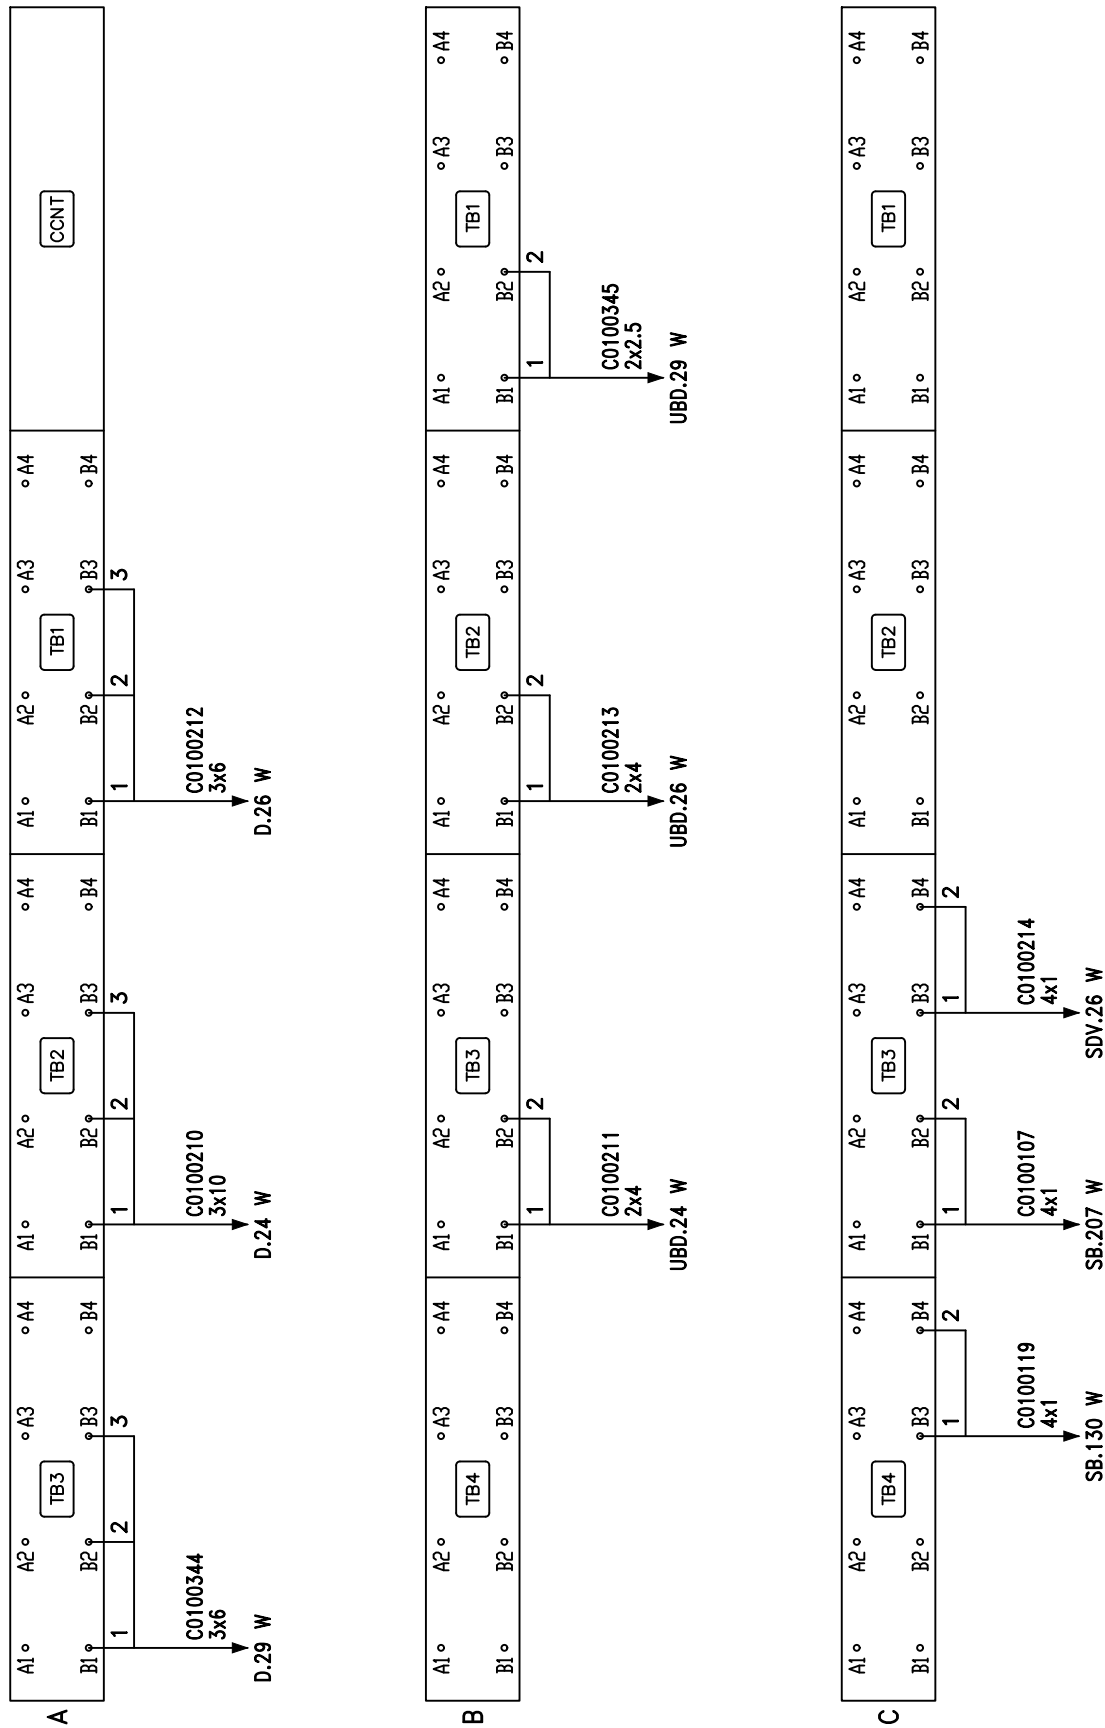 A1 A2 A3 A4 A1 A2 A3 A4 A1 A2 A3 A4
A TB3 TB2 TB1 CCNT
B1 B2 B3 B4 B1 B2 B3 B4 B1 B2 B3 B4
1 2 3 1 2 3 1 2 3
C0100344 C0100210 C0100212
3x6 3x10 3x6
D.29 W D.24 W D.26 W
A1 A2 A3 A4 A1 A2 A3 A4 A1 A2 A3 A4 A1 A2 A3 A4
B TB4 TB3 TB2 TB1
B1 B2 B3 B4 B1 B2 B3 B4 B1 B2 B3 B4 B1 B2 B3 B4
1 2 1 2 1 2
C0100211 C0100213 C0100345
2x4 2x4 2x2.5
UBD.24 W UBD.26 W UBD.29 W
A1 A2 A3 A4 A1 A2 A3 A4 A1 A2 A3 A4 A1 A2 A3 A4
C TB4 TB3 TB2 TB1
B1 B2 B3 B4 B1 B2 B3 B4 B1 B2 B3 B4 B1 B2 B3 B4
1 2 1 2 1 2
C0100119 C0100107 C0100214
4x1 4x1 4x1
SB.130 W SB.207 W SDV.26 W